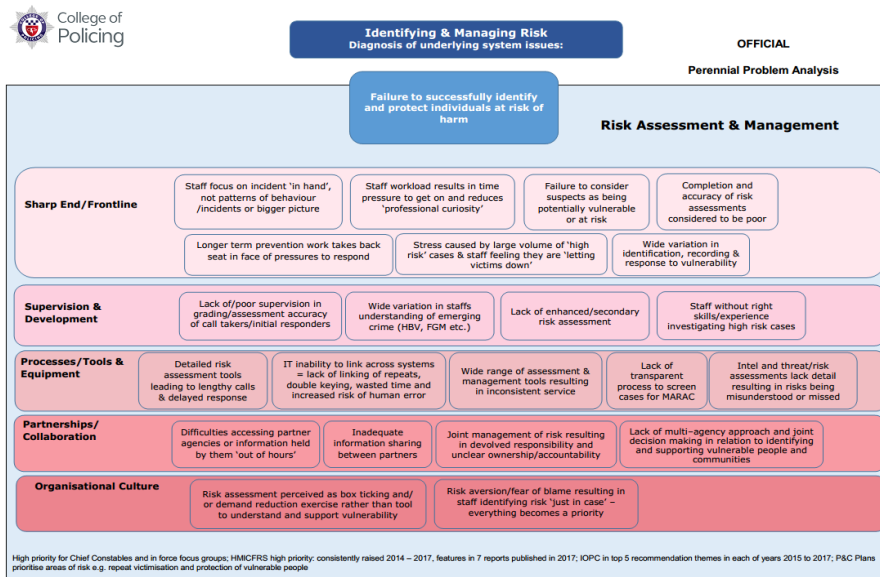 College of
Policing
Identifying & Managing Risk
Diagnosis of underlying system issues:
OFFICIAL
Perennial Problem Analysis
Failure to successfully identify
and protect individuals at risk of
harm
Risk Assessment & Management
Sharp End/Frontline
Staff focus on incident ‘in hand’,
not patterns of behaviour
/incidents or bigger picture
Staff workload results in time
pressure to get on and reduces
‘professional curiosity’
Failure to consider
suspects as being
potentially vulnerable
or at risk
Completion and
accuracy of risk
assessments
considered to be poor
Longer term prevention work takes back
seat in face of pressures to respond
Stress caused by large volume of ‘high
risk’ cases & staff feeling they are ‘letting
victims down’
Wide variation in
identification, recording &
response to vulnerability
Supervision &
Development
Lack of/poor supervision in
grading/assessment accuracy
of call takers/initial responders
Wide variation in staffs
understanding of emerging
crime (HBV, FGM etc.)
Lack of enhanced/secondary
risk assessment
Staff without right
skills/experience
investigating high risk cases
Processes/Tools &
Equipment
Detailed risk
assessment tools
leading to lengthy calls
& delayed response
IT inability to link across systems
= lack of linking of repeats,
double keying, wasted time and
increased risk of human error
Wide range of assessment &
management tools resulting
in inconsistent service
Lack of
transparent
process to screen
cases for MARAC
Intel and threat/risk
assessments lack detail
resulting in risks being
misunderstood or missed
Partnerships/
Collaboration
Difficulties accessing partner
agencies or information held
by them ‘out of hours’
Inadequate
information sharing
between partners
Joint management of risk resulting
in devolved responsibility and
unclear ownership/accountability
Lack of multi-agency approach and joint
decision making in relation to identifying
and supporting vulnerable people and
communities
Organisational Culture
Risk assessment perceived as box ticking and/
or demand reduction exercise rather than
tool to understand and support vulnerability
Risk aversion/fear of blame resulting in
staff identifying risk ‘just in case’ –
everything becomes a priority
High priority for Chief Constables and in force focus groups; HMICFRS high priority: consistently raised 2014 – 2017, features in 7 reports published in 2017; IOPC in top 5 recommendation themes in each of years 2015 to 2017; P&C Plans
prioritise areas of risk e.g. repeat victimisation and protection of vulnerable people